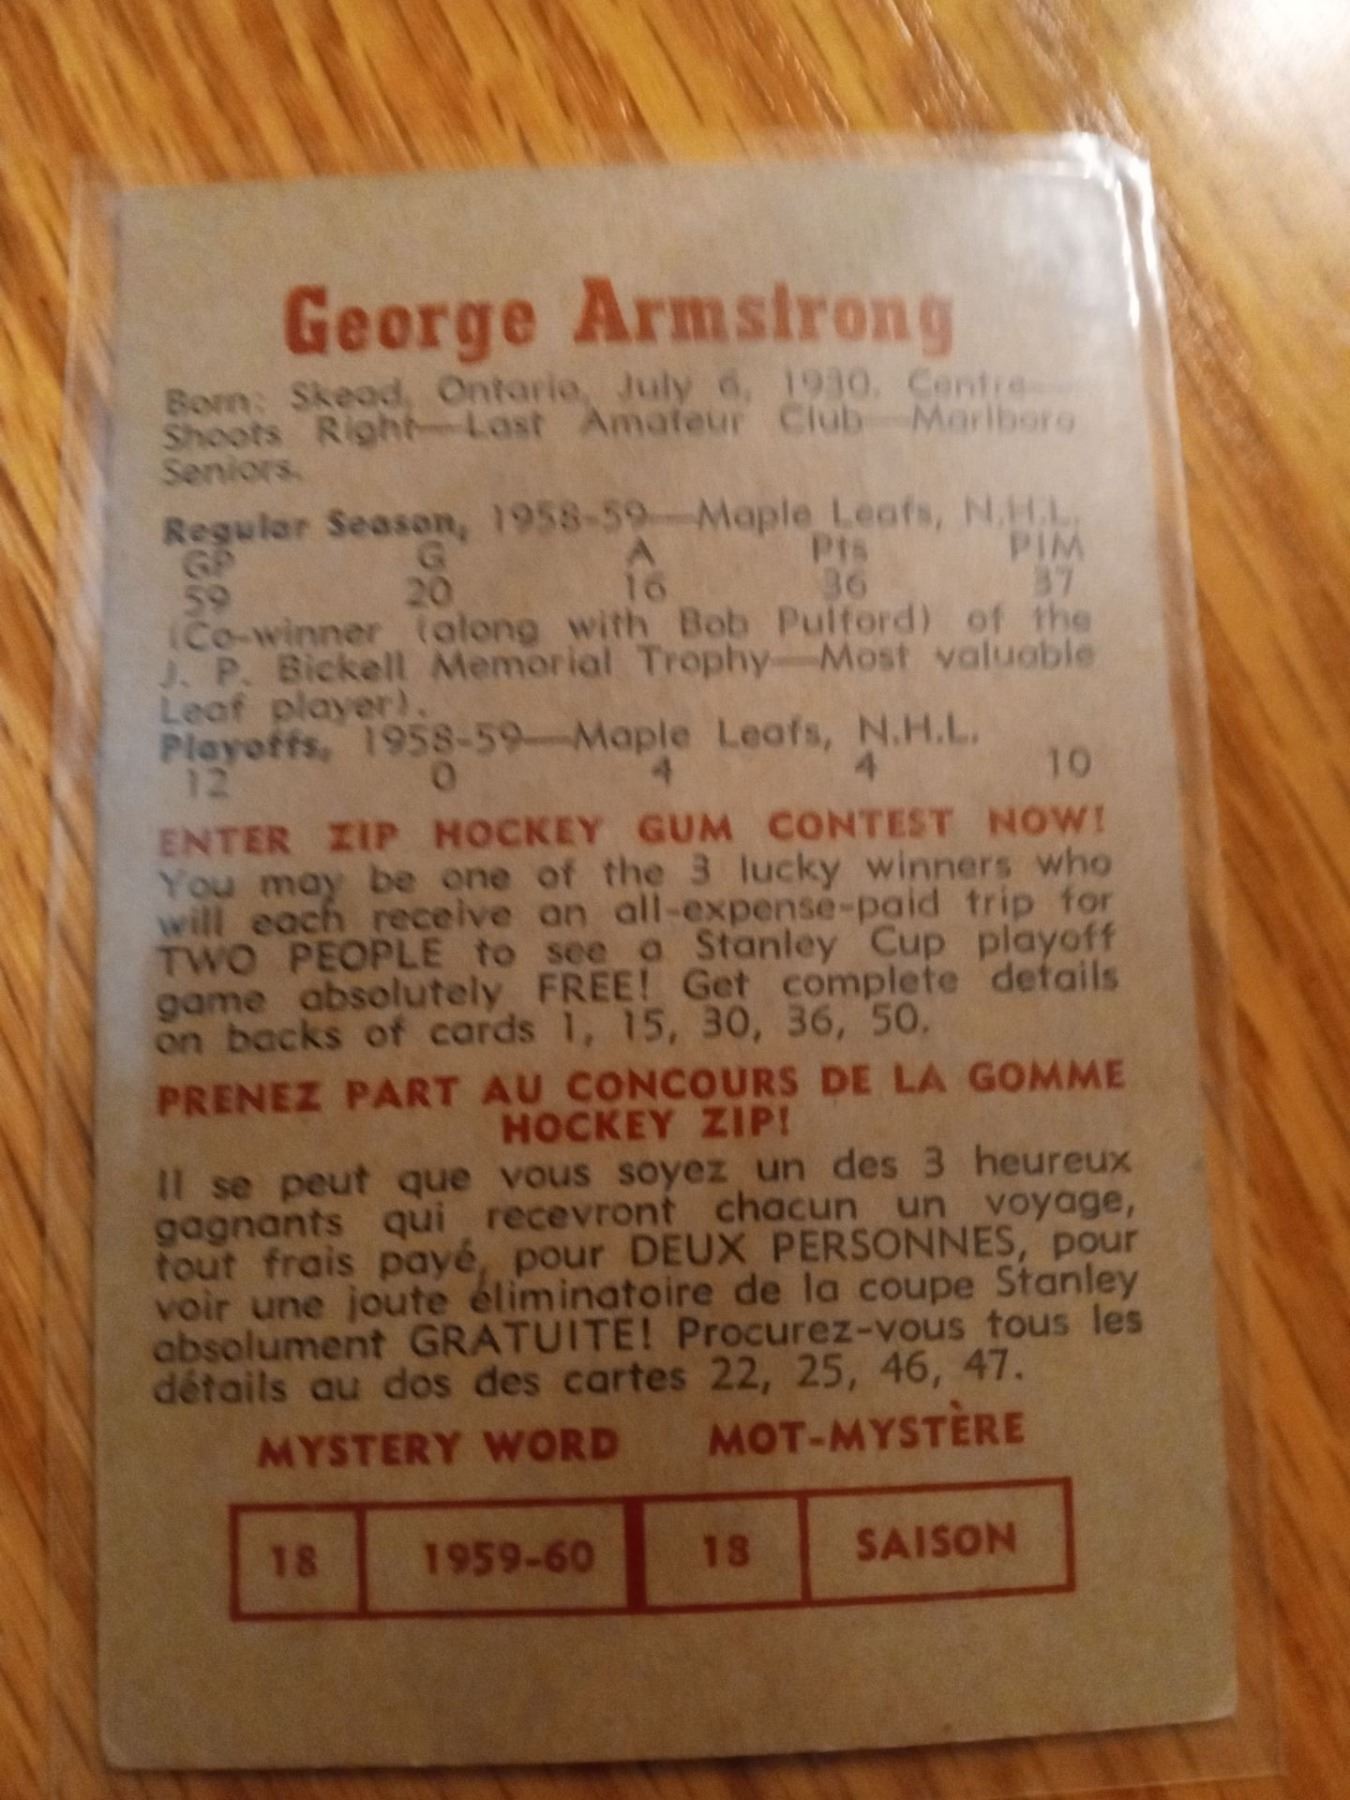 George Armstrong
Born: Skead, Ontario, July 6, 1930. Centre—
Shoots Right—Last Amateur Club—Marlboro
Seniors.
Regular Season, 1958-59—Maple Leafs, N.H.L.
GP G A Pts PIM
59 20 16 36 37
(Co-winner (along with Bob Pulford) of the
J. P. Bickell Memorial Trophy—Most valuable
Leaf player).
Playoffs, 1958-59—Maple Leafs, N.H.L.
12 0 4 4 10
ENTER ZIP HOCKEY GUM CONTEST NOW!
You may be one of the 3 lucky winners who
will each receive an all-expense-paid trip for
TWO PEOPLE to see a Stanley Cup playoff
game absolutely FREE! Get complete details
on backs of cards 1, 15, 30, 36, 50.
PRENEZ PART AU CONCOURS DE LA GOMME
HOCKEY ZIP!
Il se peut que vous soyez un des 3 heureux
gagnants qui recevront chacun un voyage,
tout frais payé, pour DEUX PERSONNES, pour
voir une joute éliminatoire de la coupe Stanley
absolument GRATUITE! Procurez-vous tous les
détails au dos des cartes 22, 25, 46, 47.
MYSTERY WORD MOT-MYSTÈRE
18 1959-60 18 SAISON